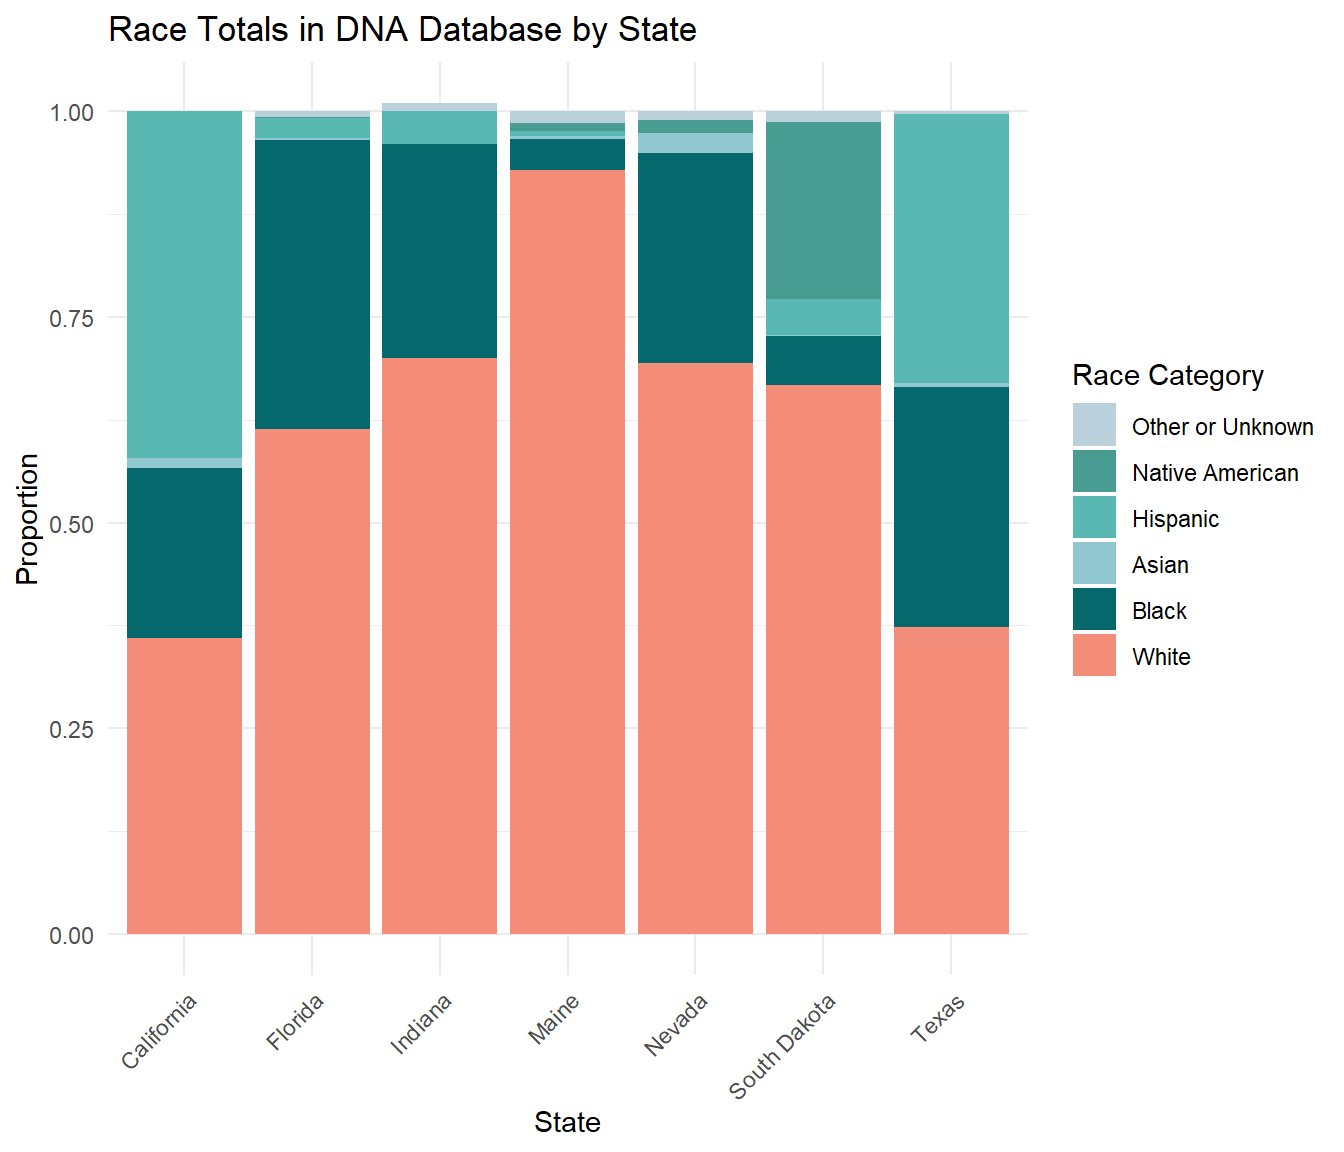 Race Totals in DNA Database by State
1.00
0.75
0.50
0.25
0.00
Proportion
California
Florida
Indiana
Maine
Nevada
South Dakota
Texas
State
Race Category
Other or Unknown
Native American
Hispanic
Asian
Black
White